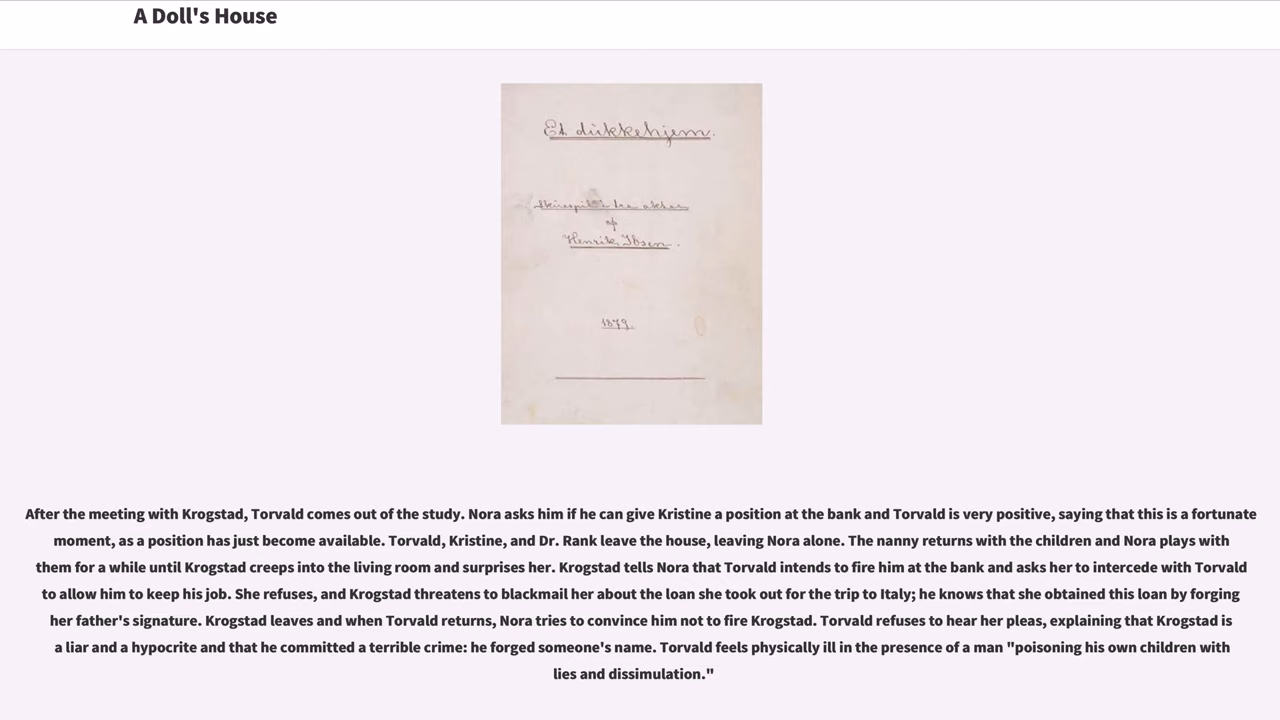 A Doll's House
Et dukkehjem.
Skuespil i tre akter
af
Henrik Ibsen.
1879.
After the meeting with Krogstad, Torvald comes out of the study. Nora asks him if he can give Kristine a position at the bank and Torvald is very positive, saying that this is a fortunate
moment, as a position has just become available. Torvald, Kristine, and Dr. Rank leave the house, leaving Nora alone. The nanny returns with the children and Nora plays with
them for a while until Krogstad creeps into the living room and surprises her. Krogstad tells Nora that Torvald intends to fire him at the bank and asks her to intercede with Torvald
to allow him to keep his job. She refuses, and Krogstad threatens to blackmail her about the loan she took out for the trip to Italy; he knows that she obtained this loan by forging
her father's signature. Krogstad leaves and when Torvald returns, Nora tries to convince him not to fire Krogstad. Torvald refuses to hear her pleas, explaining that Krogstad is
a liar and a hypocrite and that he committed a terrible crime: he forged someone's name. Torvald feels physically ill in the presence of a man "poisoning his own children with
lies and dissimulation."